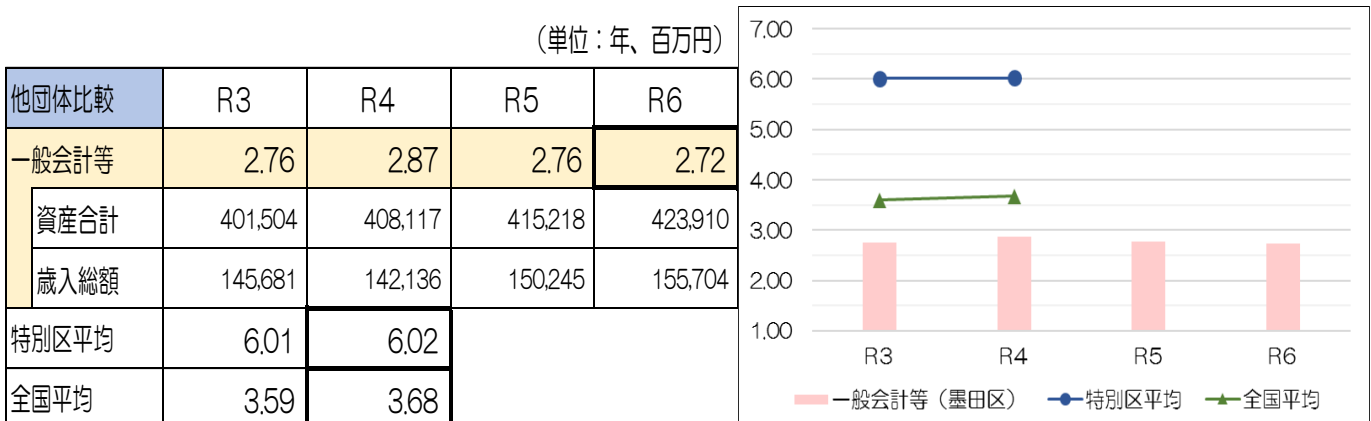 （単位：年、百万円）
他団体比較 R3 R4 R5 R6
一般会計等 2.76 2.87 2.76 2.72
資産合計 401,504 408,117 415,218 423,910
歳入総額 145,681 142,136 150,245 155,704
特別区平均 6.01 6.02
全国平均 3.59 3.68
7.00
6.00
5.00
4.00
3.00
2.00
1.00
R3 R4 R5 R6
一般会計等（墨田区） 特別区平均 全国平均